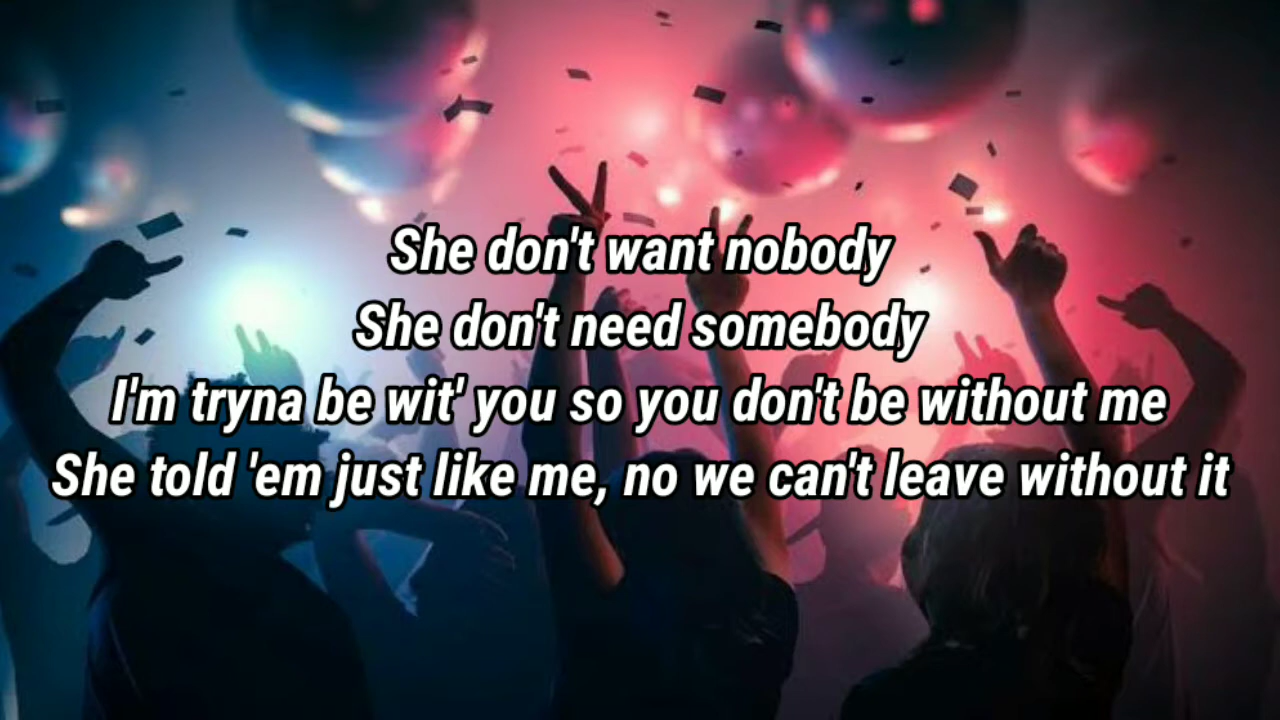 She don't want nobody
She don't need somebody
I'm tryna be wit' you so you don't be without me
She told 'em just like me, no we can't leave without it